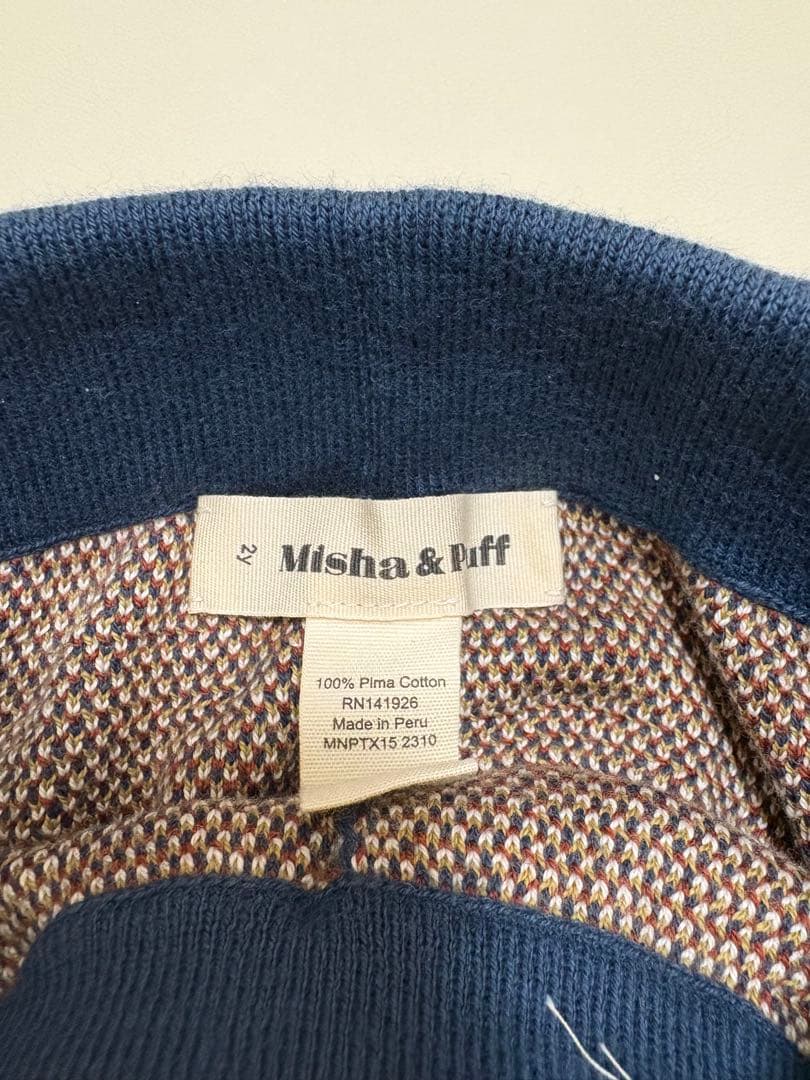 2Y
Misha & Puff
100% Pima Cotton
RN141926
Made in Peru
MNPTX15 2310